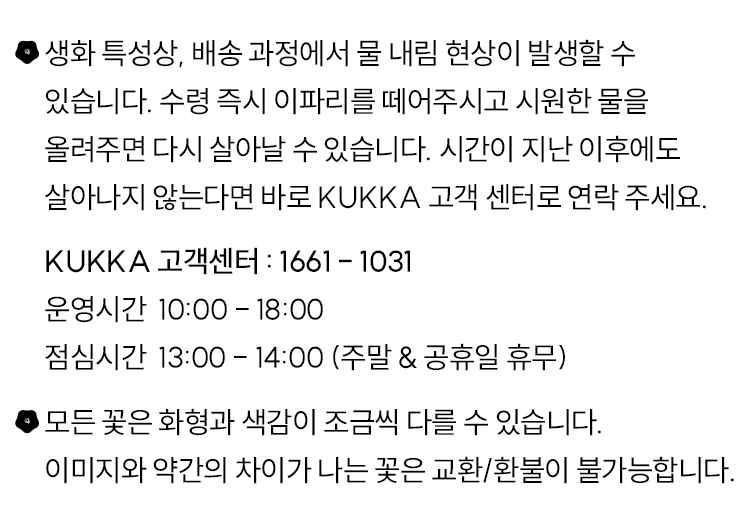 생화 특성상, 배송 과정에서 물 내림 현상이 발생할 수
있습니다. 수령 즉시 이파리를 떼어주시고 시원한 물을
올려주면 다시 살아날 수 있습니다. 시간이 지난 이후에도
살아나지 않는다면 바로 KUKKA 고객 센터로 연락 주세요.
KUKKA 고객센터 : 1661 – 1031
운영시간 10:00 – 18:00
점심시간 13:00 – 14:00 (주말 & 공휴일 휴무)
모든 꽃은 화형과 색감이 조금씩 다를 수 있습니다.
이미지와 약간의 차이가 나는 꽃은 교환/환불이 불가능합니다.